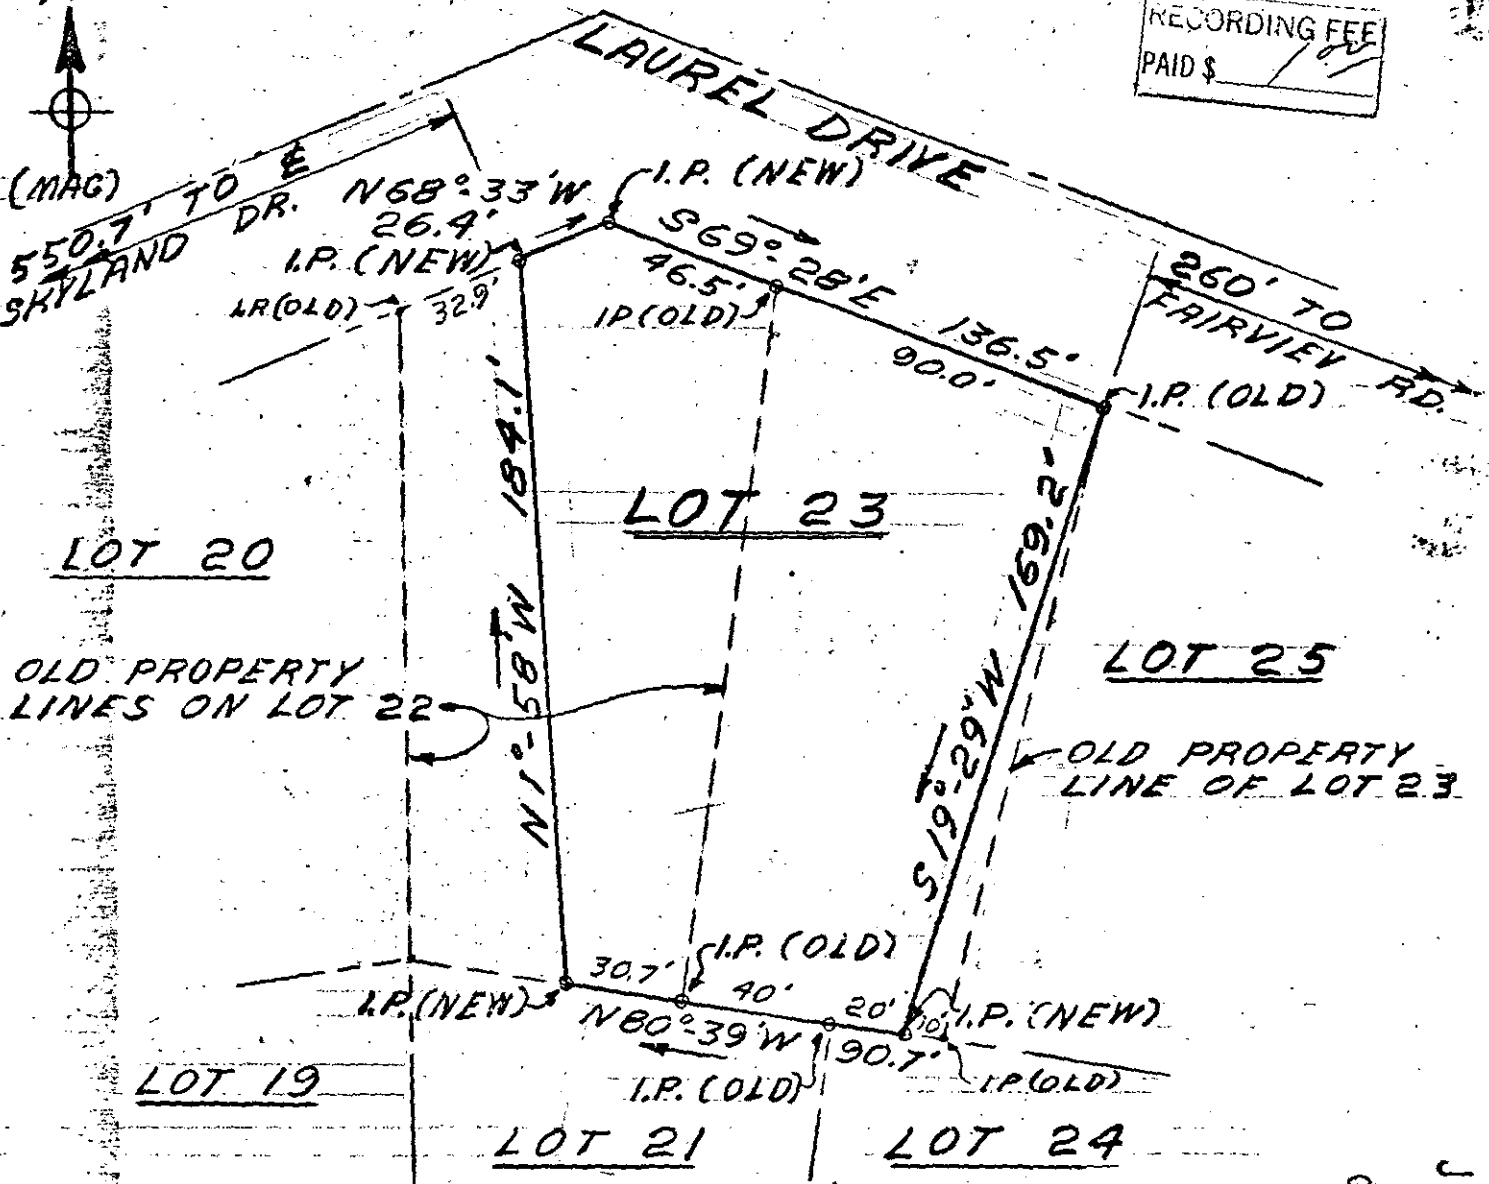 RECORDING FEE
PAID $
LAUREL DRIVE
(MAG)
550.7' TO ℄
SKYLAND DR.
N68°-33'W
26.4'
I.P. (NEW)
I.P. (NEW)
I.P.(OLD)
32.9'
S69°-28'E
46.5'
IP(OLD)
136.5'
90.0'
260' TO
FAIRVIEW RD.
I.P. (OLD)
184.1'
N1°-58'W
LOT 23
169.2'
S19°-29'W
LOT 20
LOT 25
OLD PROPERTY
LINES ON LOT 22
OLD PROPERTY
LINE OF LOT 23
I.P. (OLD)
30.7'
40'
20'
10'
I.P. (NEW)
I.P. (NEW)
N80°-39'W
90.7'
I.P. (OLD)
IP(OLD)
LOT 19
LOT 21
LOT 24